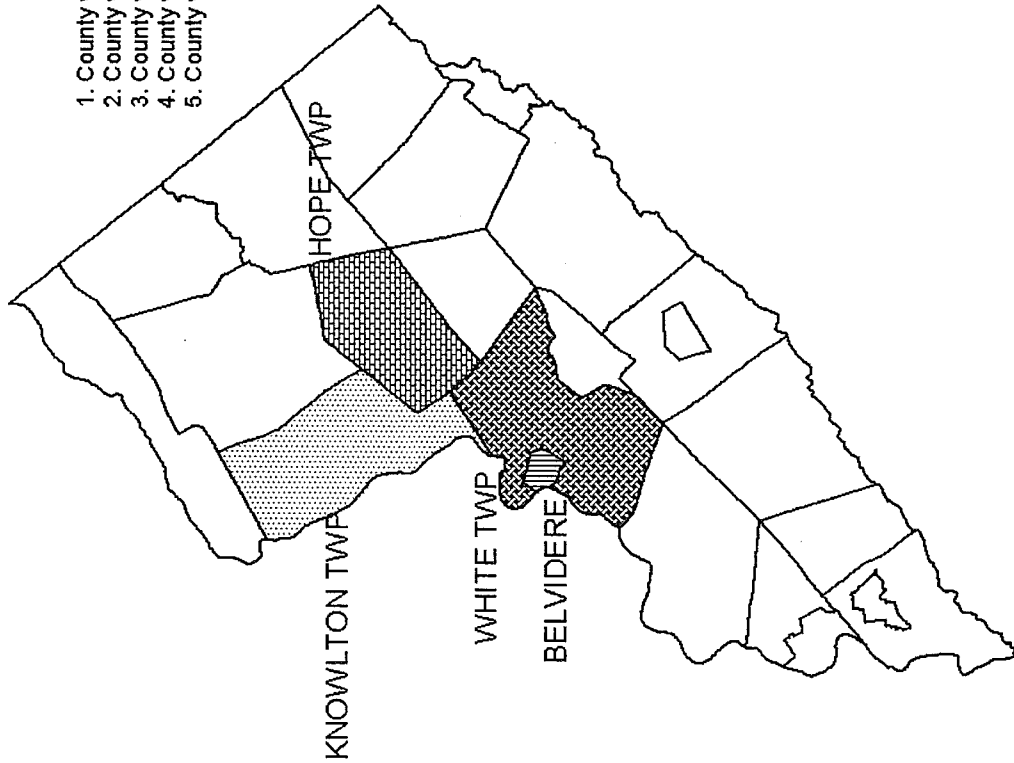 1. County
2. County
3. County
4. County
5. County
HOPE TWP
KNOWLTON TWP
WHITE TWP
BELVIDERE